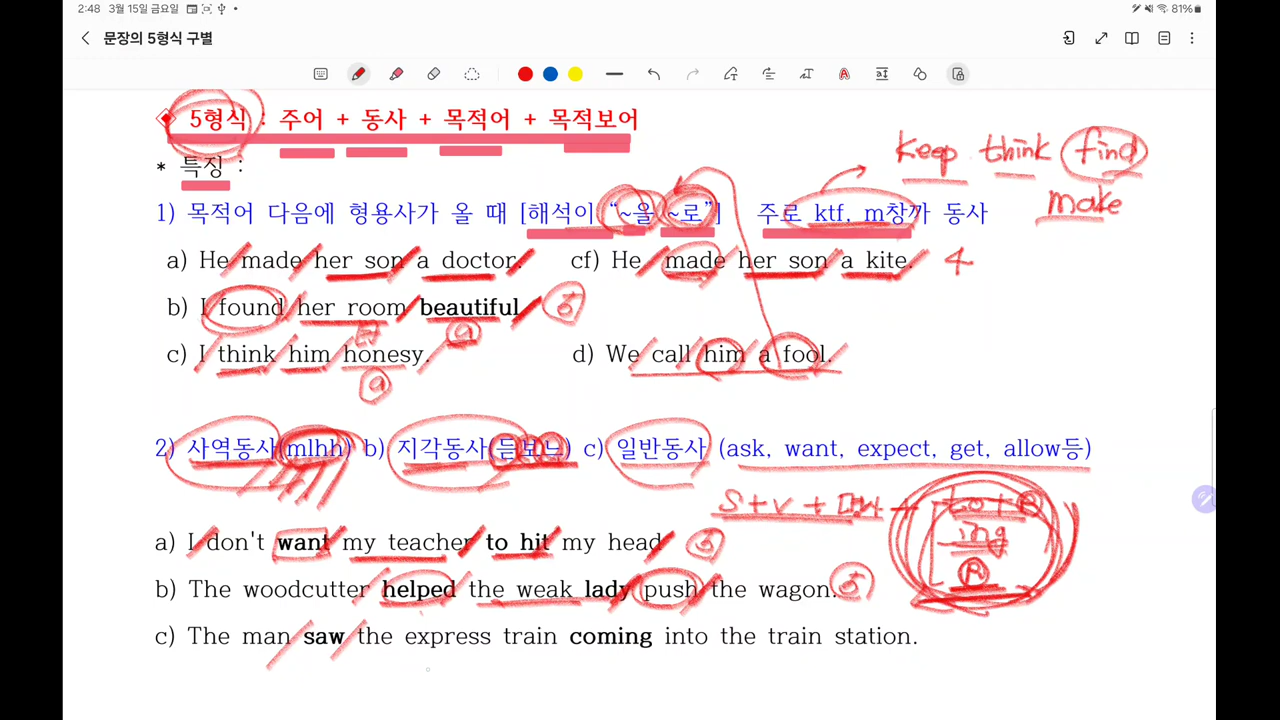 2:48 3월 15일 금요일 81%
문장의 5형식 구별
5형식 : 주어 + 동사 + 목적어 + 목적보어
keep think find
* 특징 :
make
1) 목적어 다음에 형용사가 올 때 [해석이 "~을 ~로"] 주로 ktf, m창까 동사
a) He made her son a doctor. cf) He made her son a kite. 4
b) I found her room beautiful. 5
c) I think him honesy. d) We call him a fool.
a
2) 사역동사(mlhh) b) 지각동사(듣보느) c) 일반동사 (ask, want, expect, get, allow등)
S+V+ + to+R
ing
R
a) I don't want my teacher to hit my head 5
b) The woodcutter helped the weak lady push the wagon. 5
c) The man saw the express train coming into the train station.